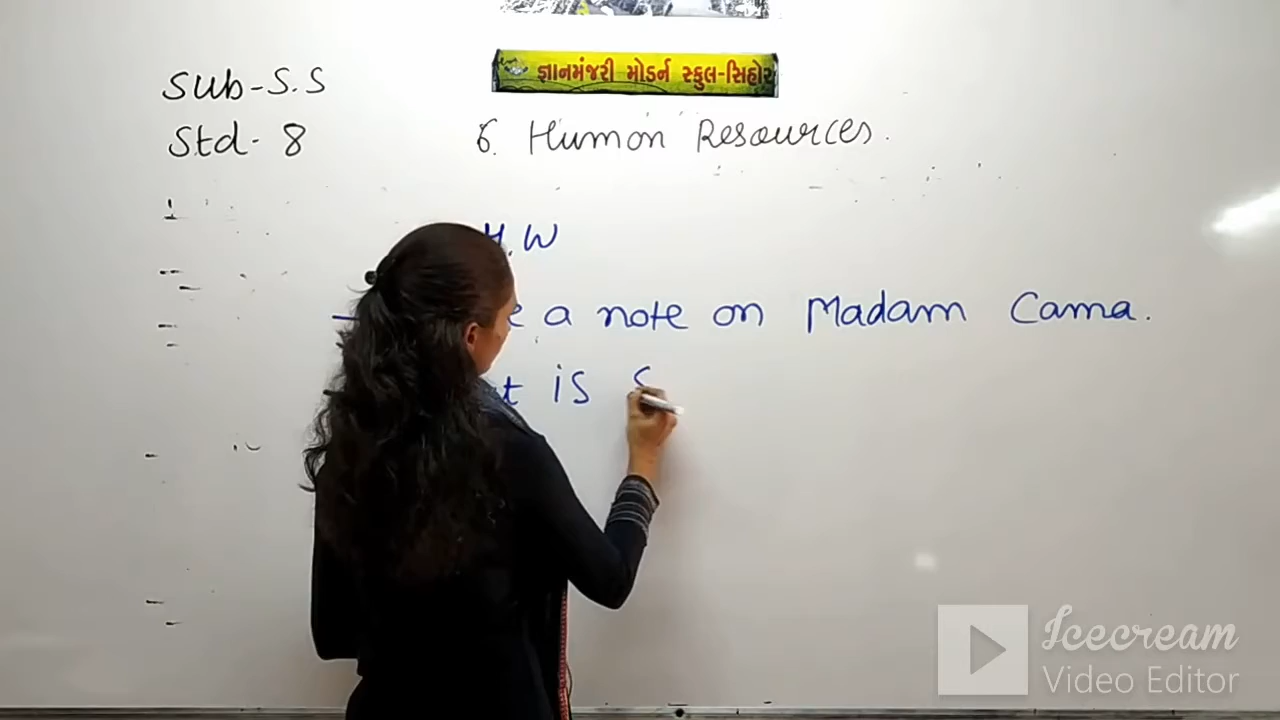 જ્ઞાનમંજરી મોડર્ન સ્કુલ-સિહોર
Sub-S.S
Std- 8
6. Human Resources.
H.W
a note on Madam Cama.
is
Icecream
Video Editor